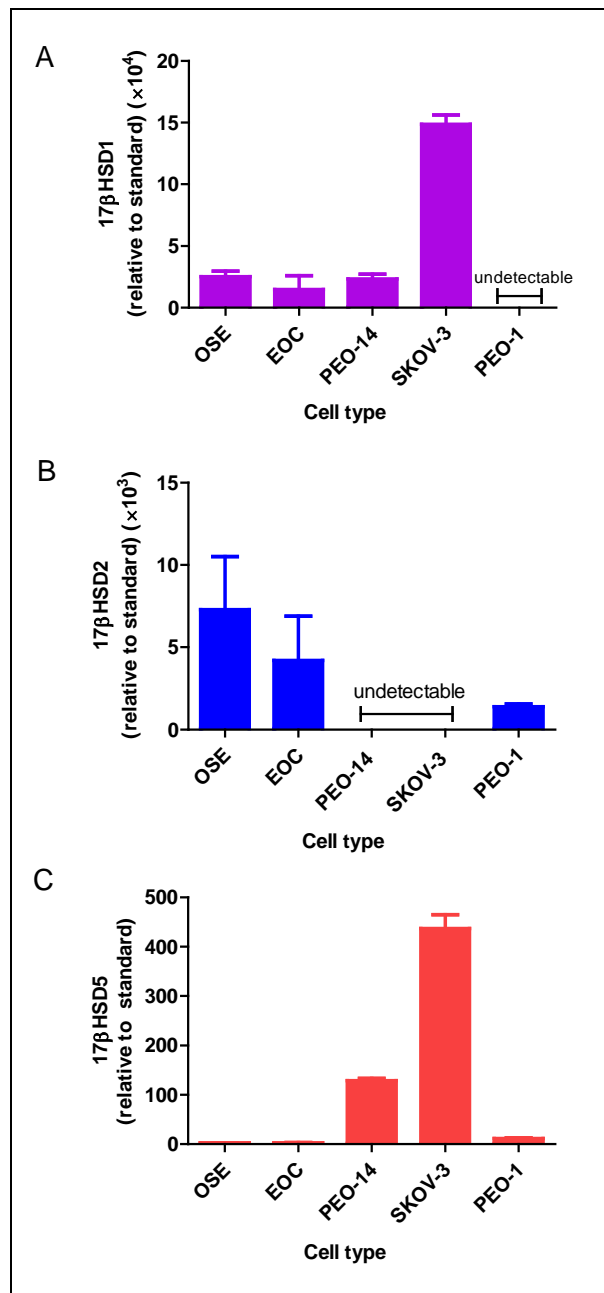 A
17βHSD1
(relative to standard) (×10⁴)
20
15
10
5
0
undetectable
OSE
EOC
PEO-14
SKOV-3
PEO-1
Cell type
B
17βHSD2
(relative to standard) (×10³)
15
10
5
0
undetectable
OSE
EOC
PEO-14
SKOV-3
PEO-1
Cell type
C
17βHSD5
(relative to standard)
500
400
300
200
100
0
OSE
EOC
PEO-14
SKOV-3
PEO-1
Cell type